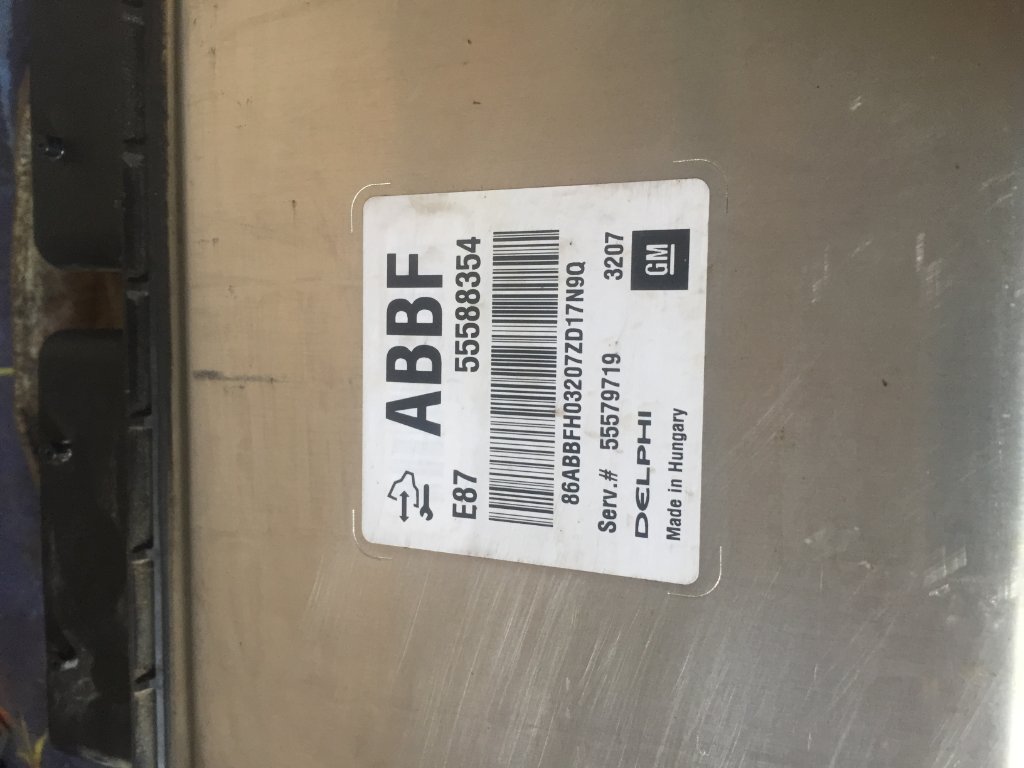 ABBF
E87 55588354
86ABBFH03207ZD17N9Q
Serv.# 55579719 3207
DELPHI GM
Made in Hungary